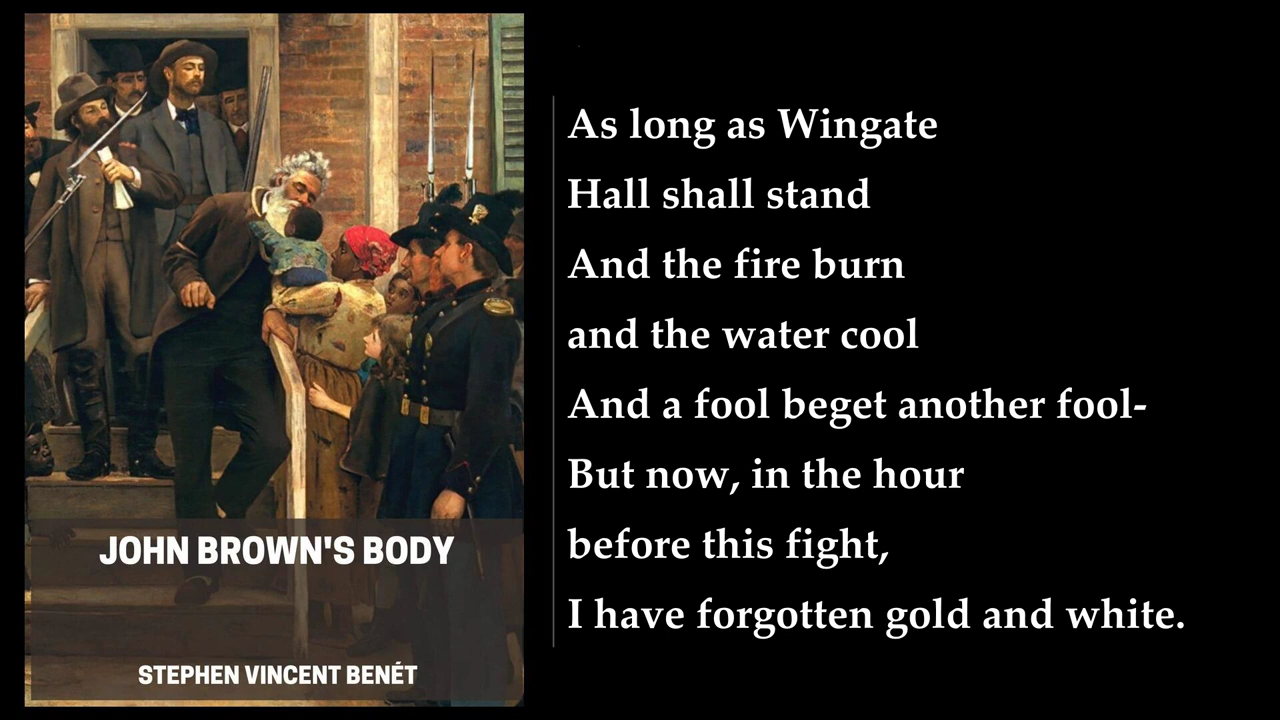 JOHN BROWN'S BODY
STEPHEN VINCENT BENÉT
As long as Wingate
Hall shall stand
And the fire burn
and the water cool
And a fool beget another fool-
But now, in the hour
before this fight,
I have forgotten gold and white.